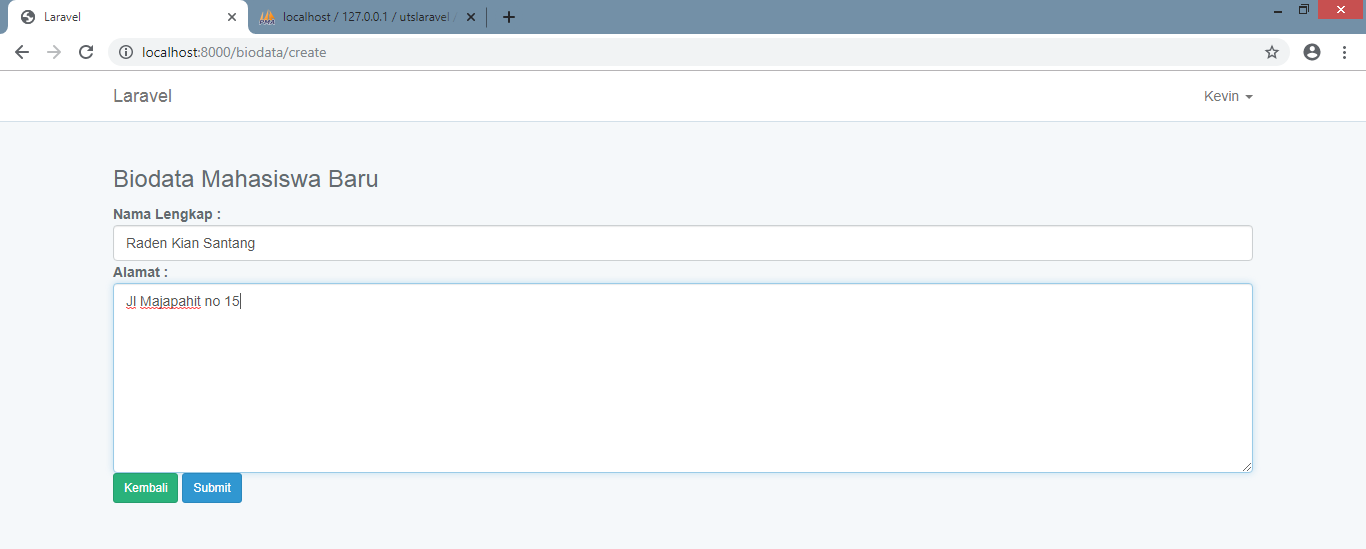 Laravel
localhost / 127.0.0.1 / utslaravel /
localhost:8000/biodata/create
Laravel
Kevin
Biodata Mahasiswa Baru
Nama Lengkap :
Raden Kian Santang
Alamat :
Jl Majapahit no 15
Kembali Submit